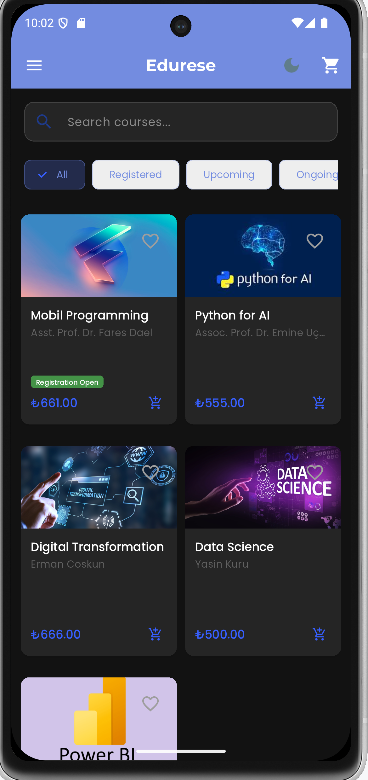 10:02
Edurese
Search courses...
All
Registered
Upcoming
Ongoing
python for AI
Mobil Programming
Asst. Prof. Dr. Fares Dael
Python for AI
Assoc. Prof. Dr. Emine Uç...
Registration Open
₺661.00
₺555.00
DATA
SCIENCE
Digital Transformation
Erman Coskun
Data Science
Yasin Kuru
₺666.00
₺500.00
Power BI